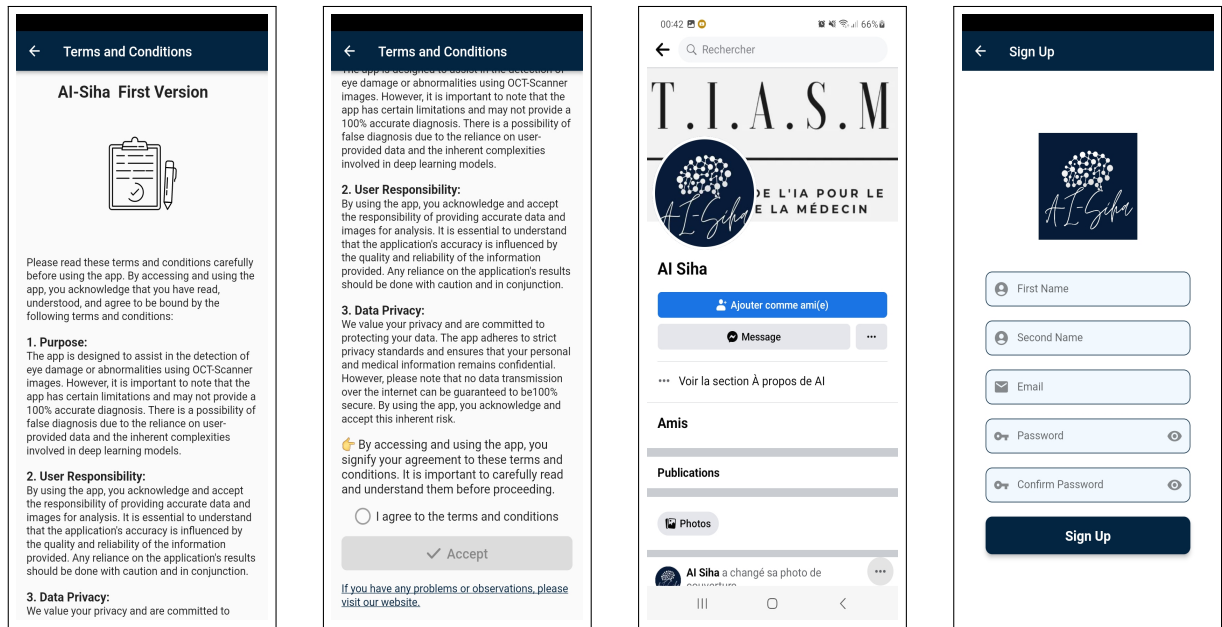 Terms and Conditions
AI-Siha First Version
Please read these terms and conditions carefully
before using the app. By accessing and using the
app, you acknowledge that you have read,
understood, and agree to be bound by the
following terms and conditions:
1. Purpose:
The app is designed to assist in the detection of
eye damage or abnormalities using OCT-Scanner
images. However, it is important to note that the
app has certain limitations and may not provide a
100% accurate diagnosis. There is a possibility of
false diagnosis due to the reliance on user-
provided data and the inherent complexities
involved in deep learning models.
2. User Responsibility:
By using the app, you acknowledge and accept
the responsibility of providing accurate data and
images for analysis. It is essential to understand
that the application's accuracy is influenced by
the quality and reliability of the information
provided. Any reliance on the application's results
should be done with caution and in conjunction.
3. Data Privacy:
We value your privacy and are committed to
Terms and Conditions
The app is designed to assist in the detection of
eye damage or abnormalities using OCT-Scanner
images. However, it is important to note that the
app has certain limitations and may not provide a
100% accurate diagnosis. There is a possibility of
false diagnosis due to the reliance on user-
provided data and the inherent complexities
involved in deep learning models.
2. User Responsibility:
By using the app, you acknowledge and accept
the responsibility of providing accurate data and
images for analysis. It is essential to understand
that the application's accuracy is influenced by
the quality and reliability of the information
provided. Any reliance on the application's results
should be done with caution and in conjunction.
3. Data Privacy:
We value your privacy and are committed to
protecting your data. The app adheres to strict
privacy standards and ensures that your personal
and medical information remains confidential.
However, please note that no data transmission
over the internet can be guaranteed to be100%
secure. By using the app, you acknowledge and
accept this inherent risk.
👉 By accessing and using the app, you
signify your agreement to these terms and
conditions. It is important to carefully read
and understand them before proceeding.
I agree to the terms and conditions
Accept
If you have any problems or observations, please
visit our website.
00:42 66%
Rechercher
T.I.A.S.M
DE L'IA POUR LE
E LA MÉDECIN
AI-Siha
AI Siha
Ajouter comme ami(e)
Message
Voir la section À propos de AI
Amis
Publications
Photos
AI Siha a changé sa photo de
couverture
Sign Up
AI-Siha
First Name
Second Name
Email
Password
Confirm Password
Sign Up